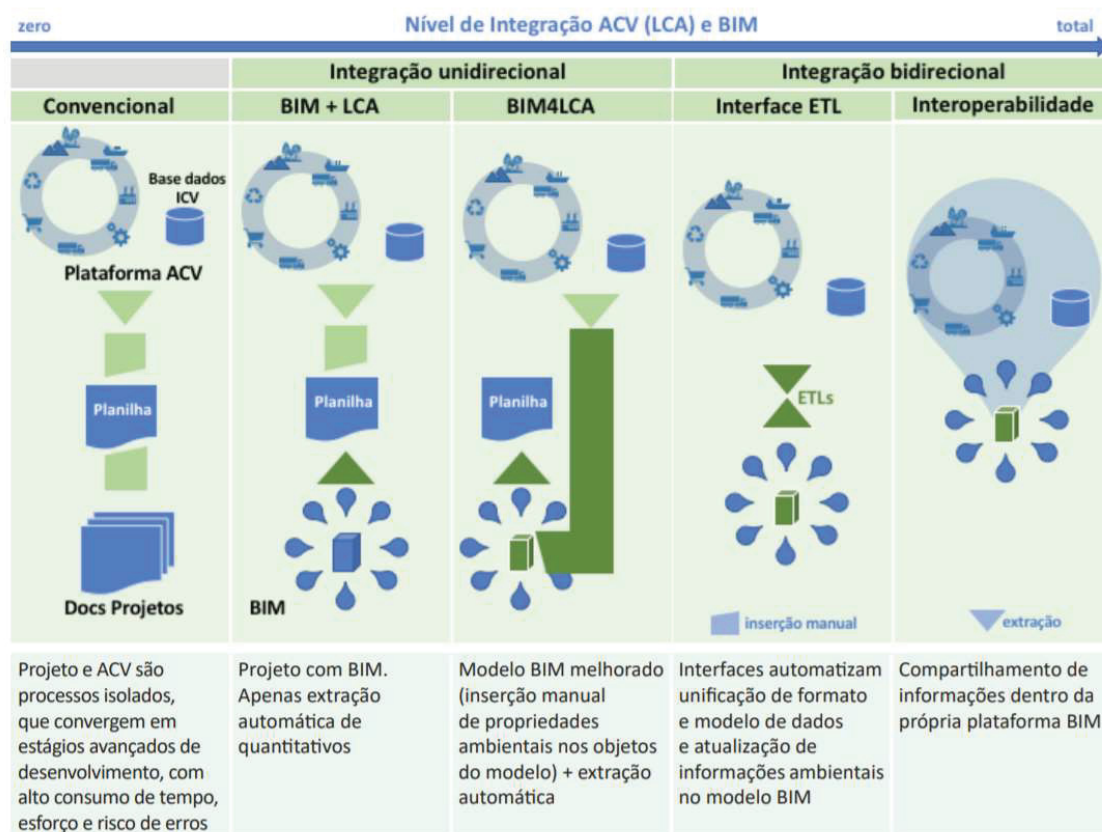 zero
Nível de Integração ACV (LCA) e BIM
total
Integração unidirecional
Integração bidirecional
Convencional
BIM + LCA
BIM4LCA
Interface ETL
Interoperabilidade
Base dados
ICV
Plataforma ACV
Planilha
Planilha
Planilha
ETLs
Docs Projetos
BIM
inserção manual
extração
Projeto e ACV são
processos isolados,
que convergem em
estágios avançados de
desenvolvimento, com
alto consumo de tempo,
esforço e risco de erros
Projeto com BIM.
Apenas extração
automática de
quantitativos
Modelo BIM melhorado
(inserção manual
de propriedades
ambientais nos objetos
do modelo) + extração
automática
Interfaces automatizam
unificação de formato
e modelo de dados
e atualização de
informações ambientais
no modelo BIM
Compartilhamento de
informações dentro da
própria plataforma BIM